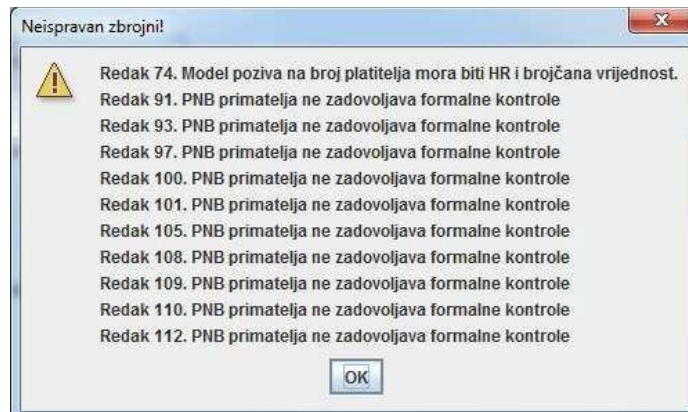 Neispravan zbrojni!
Redak 74. Model poziva na broj platitelja mora biti HR i brojčana vrijednost.
Redak 91. PNB primatelja ne zadovoljava formalne kontrole
Redak 93. PNB primatelja ne zadovoljava formalne kontrole
Redak 97. PNB primatelja ne zadovoljava formalne kontrole
Redak 100. PNB primatelja ne zadovoljava formalne kontrole
Redak 101. PNB primatelja ne zadovoljava formalne kontrole
Redak 105. PNB primatelja ne zadovoljava formalne kontrole
Redak 108. PNB primatelja ne zadovoljava formalne kontrole
Redak 109. PNB primatelja ne zadovoljava formalne kontrole
Redak 110. PNB primatelja ne zadovoljava formalne kontrole
Redak 112. PNB primatelja ne zadovoljava formalne kontrole
OK